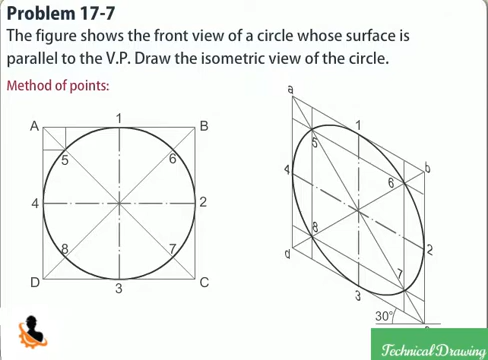 Problem 17-7
The figure shows the front view of a circle whose surface is
parallel to the V.P. Draw the isometric view of the circle.
Method of points:
A 1 B
5 6
4 2
8 7
D 3 C
a
1
5
b
4 6
8
2
d
7
3
30°
Technical Drawing